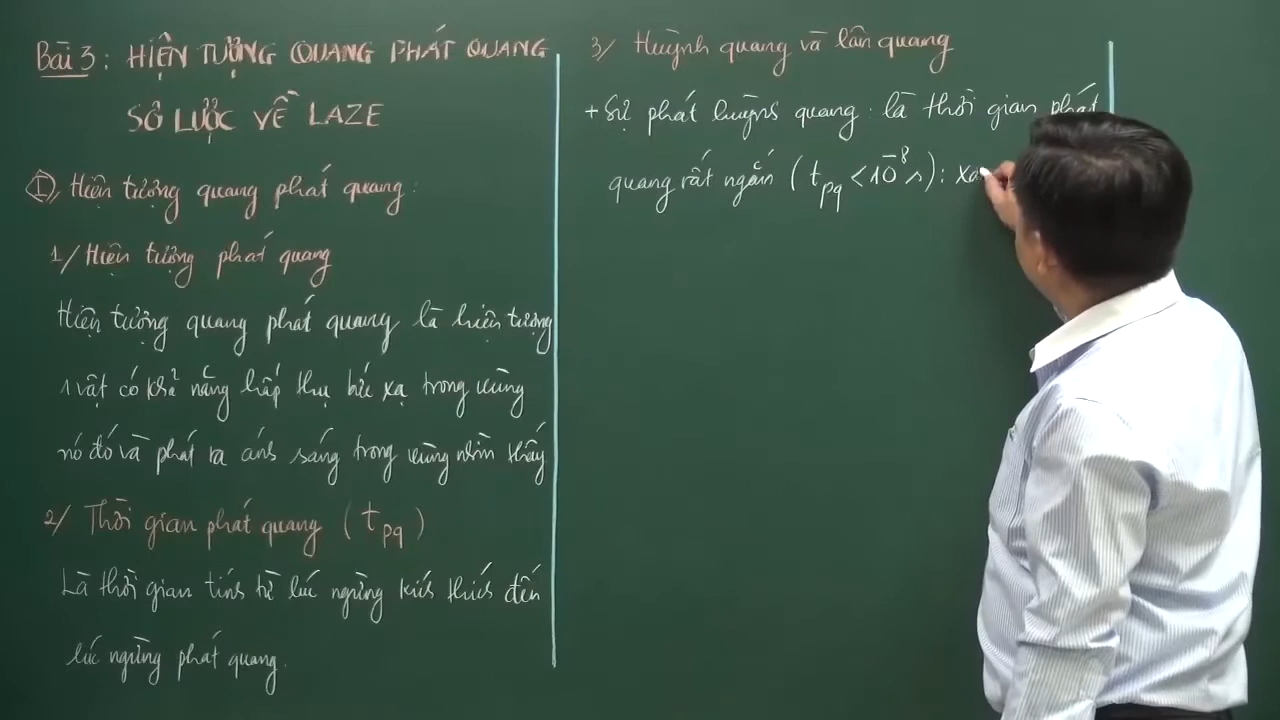 Bài 3: HIỆN TƯỢNG QUANG PHÁT QUANG
SƠ LƯỢC VỀ LAZE
I, Hiện tượng quang phát quang:
1/ Hiện tượng phát quang
Hiện tượng quang phát quang là hiện tượng
1 vật có khả năng hấp thụ bức xạ trong vùng
nó đó và phát ra ánh sáng trong vùng nhìn thấy
2/ Thời gian phát quang (tpq)
Là thời gian tính từ lúc ngừng kích thích đến
lúc ngừng phát quang.
3/ Huỳnh quang và lân quang
+ Sự phát huỳnh quang: là thời gian phát
quang rất ngắn (tpq < 10⁻⁸ s): xa